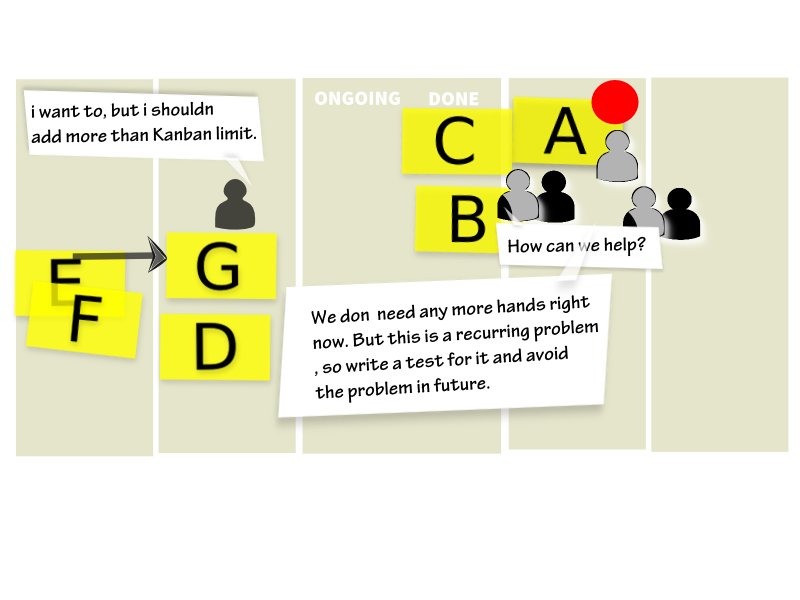 i want to, but i shouldn
add more than Kanban limit.
ONGOING DONE
C
A
B
How can we help?
E
G
F
D
We don  need any more hands right
now. But this is a recurring problem
, so write a test for it and avoid
the problem in future.